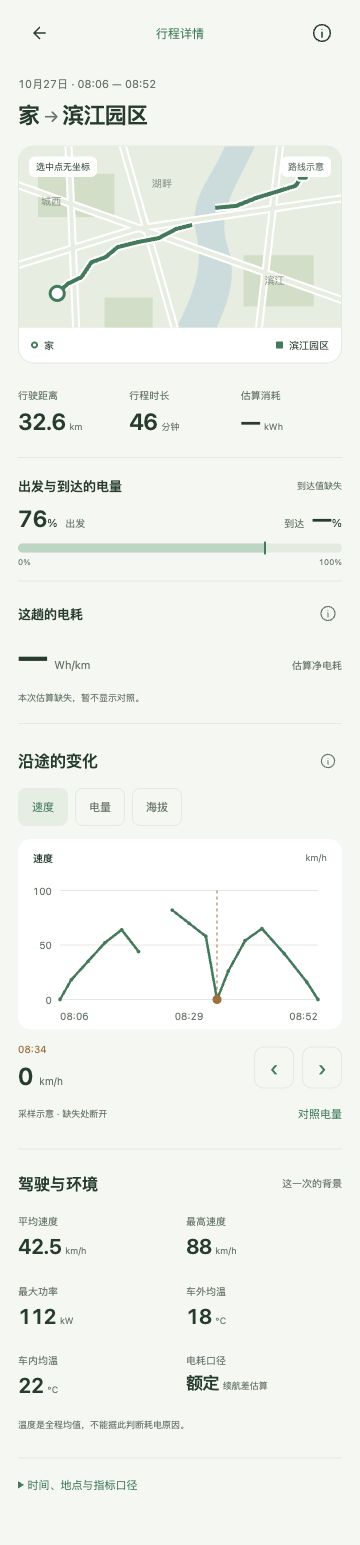 行程详情
10月27日 · 08:06 — 08:52
家 → 滨江园区
选中点无坐标
路线示意
湖畔
城西
滨江
家
滨江园区
行驶距离 行程时长 估算消耗
32.6 km 46 分钟 — kWh
出发与到达的电量 到达值缺失
76% 出发 到达 —%
0% 100%
这趟的电耗
— Wh/km 估算净电耗
本次估算缺失，暂不显示对照。
沿途的变化
速度 电量 海拔
速度 km/h
100
50
0
08:06 08:29 08:52
08:34
0 km/h
采样示意 · 缺失处断开 对照电量
驾驶与环境 这一次的背景
平均速度 最高速度
42.5 km/h 88 km/h
最大功率 车外均温
112 kW 18 °C
车内均温 电耗口径
22 °C 额定 续航差估算
温度是全程均值，不能据此判断耗电原因。
时间、地点与指标口径